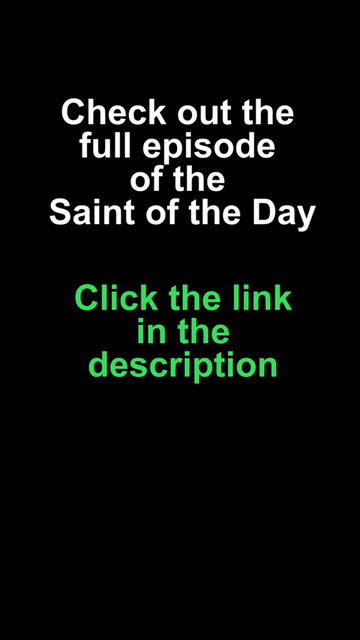 Check out the
full episode
of the
Saint of the Day
Click the link
in the
description